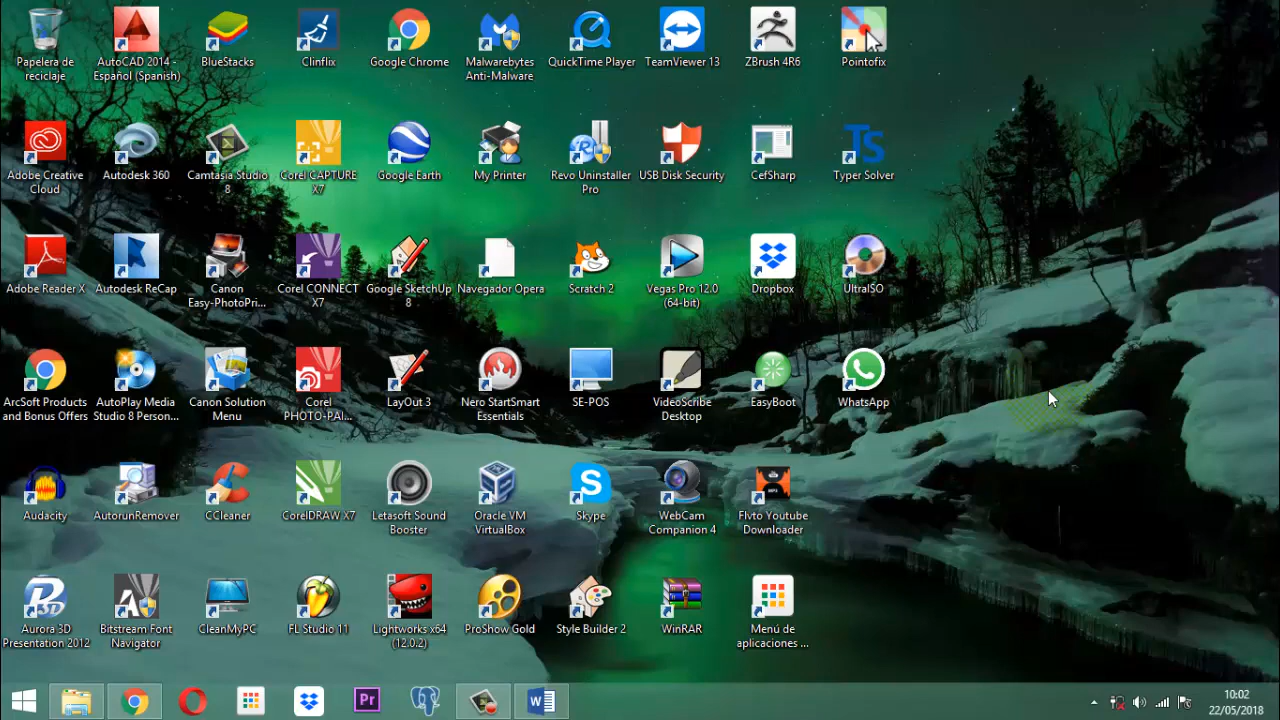 Papelera de
reciclaje
AutoCAD 2014 -
Español (Spanish)
BlueStacks
Clinflix
Google Chrome
Malwarebytes
Anti-Malware
QuickTime Player
TeamViewer 13
ZBrush 4R6
Pointofix
Adobe Creative
Cloud
Autodesk 360
Camtasia Studio
8
Corel CAPTURE
X7
Google Earth
My Printer
Revo Uninstaller
Pro
USB Disk Security
CefSharp
TS
Typer Solver
Adobe Reader X
Autodesk ReCap
Canon
Easy-PhotoPri...
Corel CONNECT
X7
Google SketchUp
8
Navegador Opera
Scratch 2
Vegas Pro 12.0
(64-bit)
Dropbox
UltraISO
ArcSoft Products
and Bonus Offers
AutoPlay Media
Studio 8 Person...
Canon Solution
Menu
Corel
PHOTO-PAI...
LayOut 3
Nero StartSmart
Essentials
SE-POS
VideoScribe
Desktop
EasyBoot
WhatsApp
Audacity
AutorunRemover
CCleaner
CorelDRAW X7
Letasoft Sound
Booster
Oracle VM
VirtualBox
Skype
WebCam
Companion 4
Flvto Youtube
Downloader
Aurora 3D
Presentation 2012
Bitstream Font
Navigator
CleanMyPC
FL Studio 11
Lightworks x64
(12.0.2)
ProShow Gold
Style Builder 2
WinRAR
Menú de
aplicaciones ...
Pr
W
10:02
22/05/2018